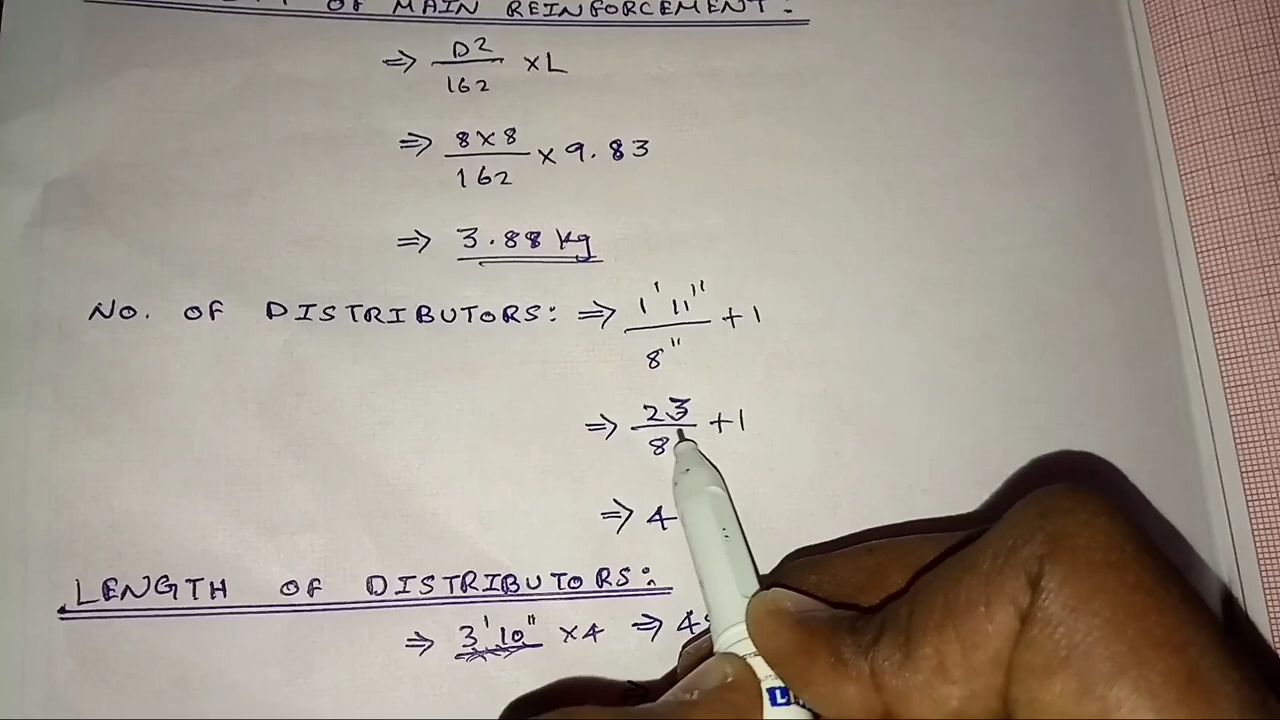 OF MAIN REINFORCEMENT:
⇒ D2/162 × L
⇒ 8×8/162 × 9.83
⇒ 3.88 kg
NO. OF DISTRIBUTORS: ⇒ 1'11"/8" + 1
⇒ 23/8 + 1
⇒ 4
LENGTH OF DISTRIBUTORS:
⇒ 3'10" × 4 ⇒